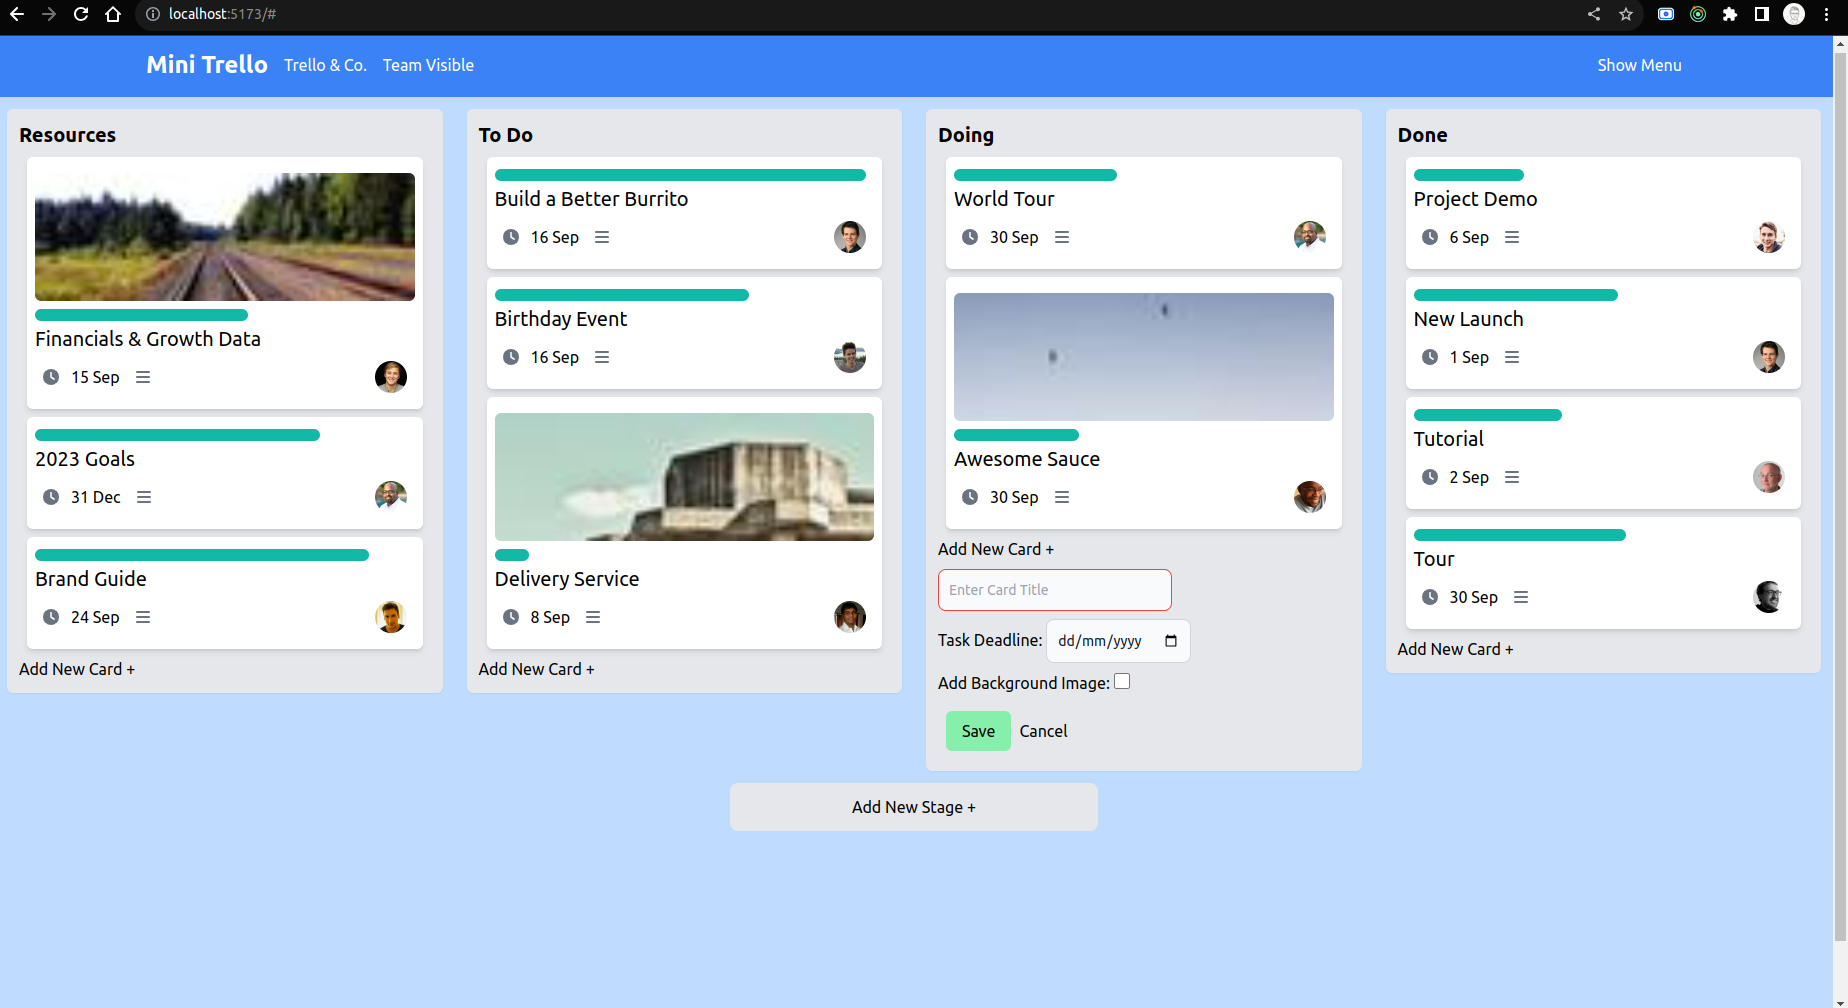 localhost:5173/#
Mini Trello Trello & Co. Team Visible Show Menu
Resources
Financials & Growth Data
15 Sep
2023 Goals
31 Dec
Brand Guide
24 Sep
Add New Card +
To Do
Build a Better Burrito
16 Sep
Birthday Event
16 Sep
Delivery Service
8 Sep
Add New Card +
Doing
World Tour
30 Sep
Awesome Sauce
30 Sep
Add New Card +
Enter Card Title
Task Deadline: dd/mm/yyyy
Add Background Image:
Save Cancel
Done
Project Demo
6 Sep
New Launch
1 Sep
Tutorial
2 Sep
Tour
30 Sep
Add New Card +
Add New Stage +